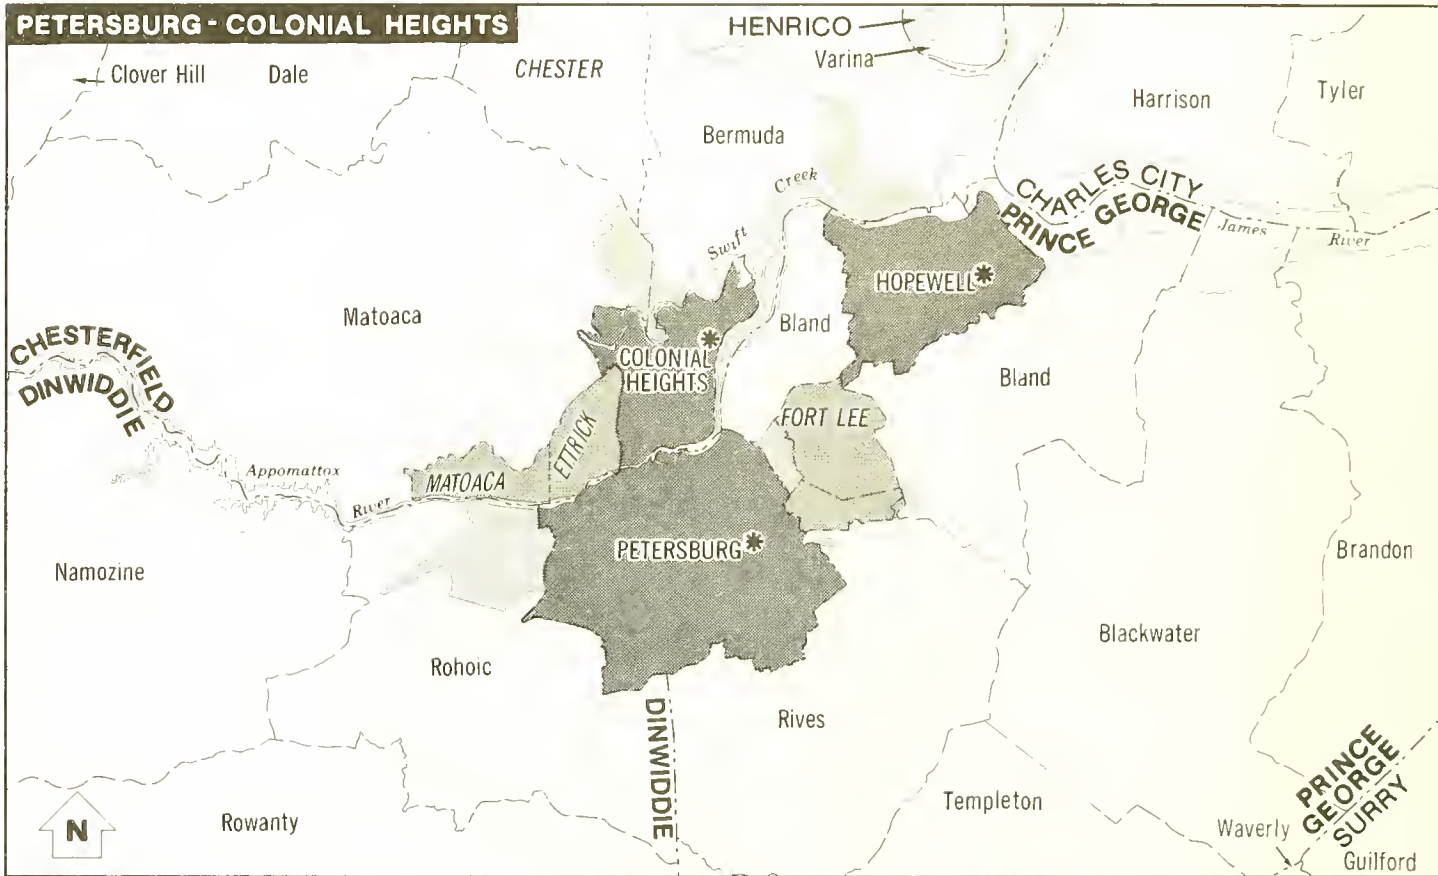 PETERSBURG - COLONIAL HEIGHTS
HENRICO
Varina
Clover Hill
Dale
CHESTER
Harrison
Tyler
Bermuda
Creek
Swift
CHARLES CITY
PRINCE GEORGE
James
River
HOPEWELL
Matoaca
Bland
COLONIAL
HEIGHTS
CHESTERFIELD
DINWIDDIE
Bland
FORT LEE
ETTRICK
MATOACA
Appomattox
River
PETERSBURG
Namozine
Brandon
Blackwater
Rohoic
Rives
DINWIDDIE
PRINCE
GEORGE
SURRY
Templeton
Rowanty
Waverly
Guilford
N